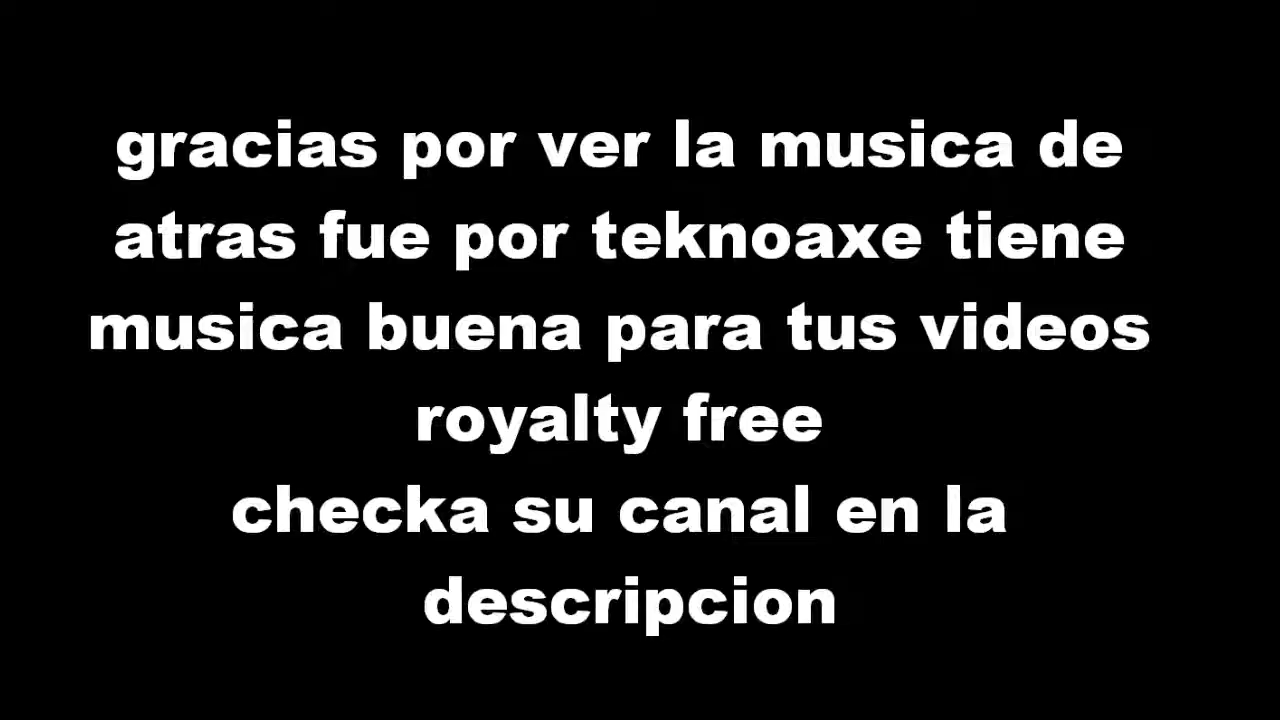 gracias por ver la musica de
atras fue por teknoaxe tiene
musica buena para tus videos
royalty free
checka su canal en la
descripcion